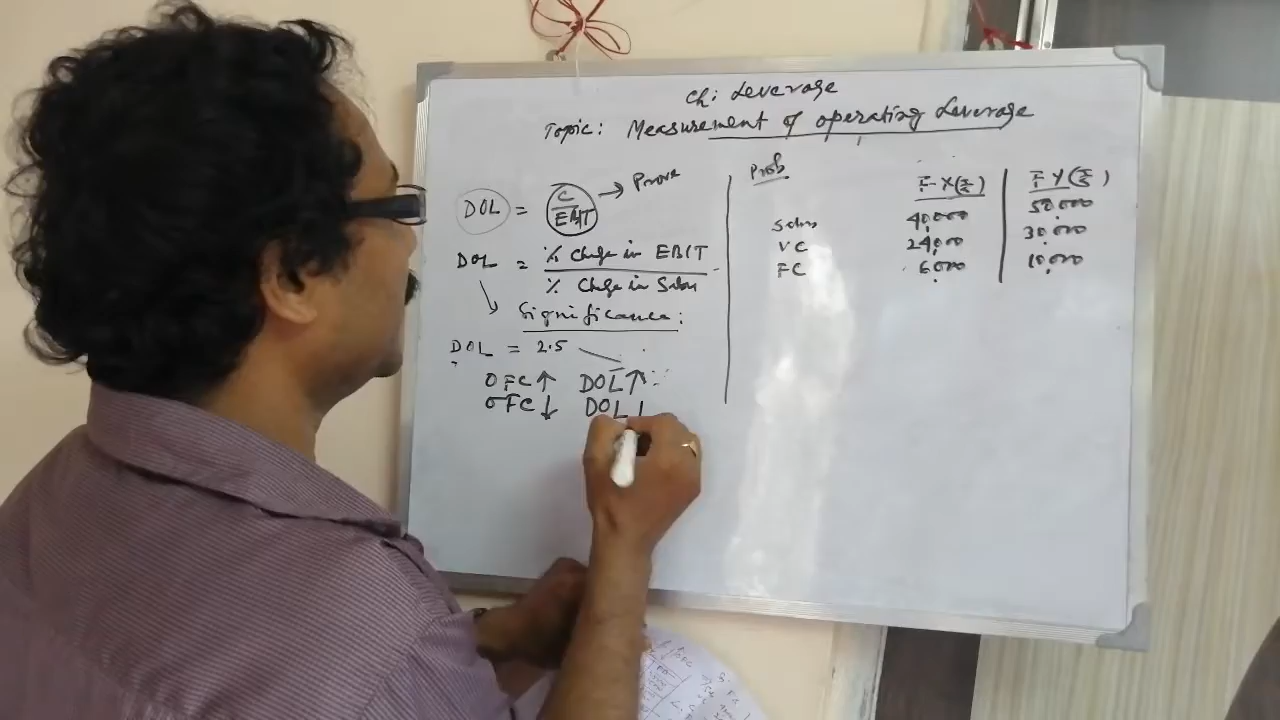 Ch: Leverage
Topic: Measurement of operating Leverage
DOL = C / EBIT → Prove
DOL = % Change in EBIT / % Change in Sales
Significance:
DOL = 2.5
OFC ↑ DOL ↑
OFC ↓ DOL
Prob
F-X(₹) F-Y(₹)
Sales 40,000 50,000
VC 24,000 30,000
FC 6,000 10,000